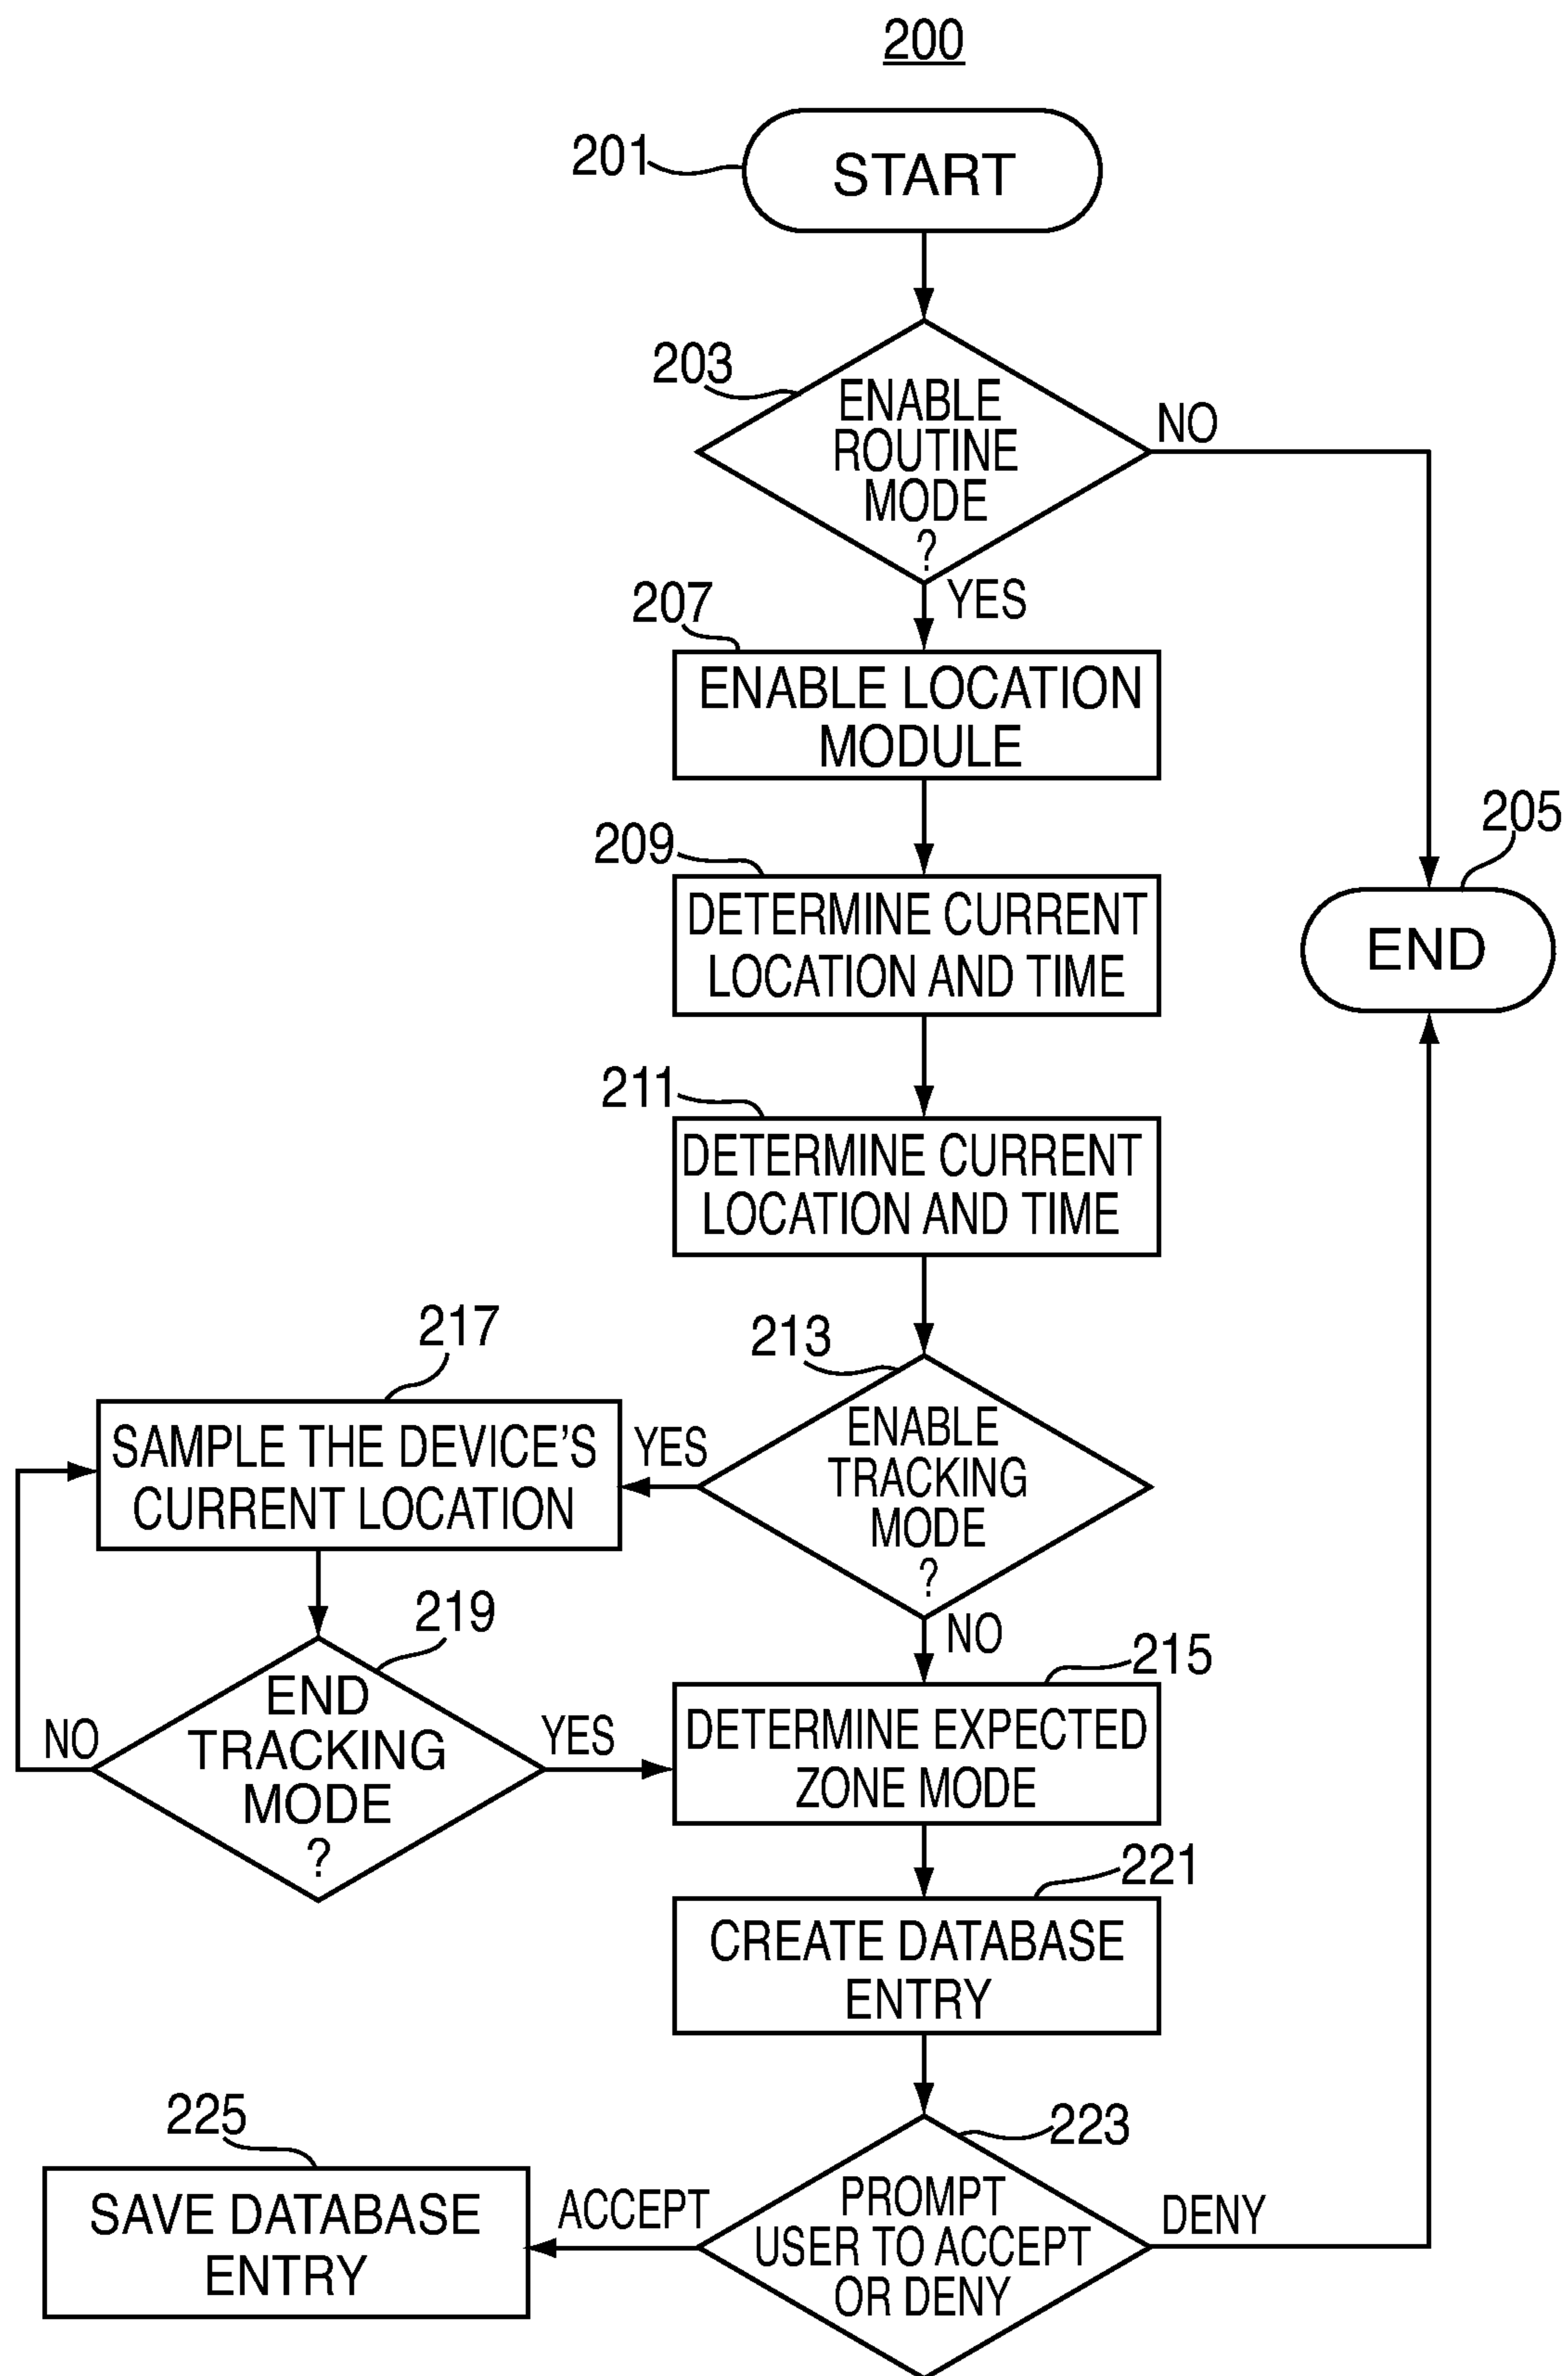 200
201
START
203
ENABLE
ROUTINE
MODE
?
NO
YES
207
ENABLE LOCATION
MODULE
205
END
209
DETERMINE CURRENT
LOCATION AND TIME
211
DETERMINE CURRENT
LOCATION AND TIME
213
ENABLE
TRACKING
MODE
?
YES
NO
217
SAMPLE THE DEVICE'S
CURRENT LOCATION
219
END
TRACKING
MODE
?
NO
YES
215
DETERMINE EXPECTED
ZONE MODE
221
CREATE DATABASE
ENTRY
223
PROMPT
USER TO ACCEPT
OR DENY
ACCEPT
DENY
225
SAVE DATABASE
ENTRY